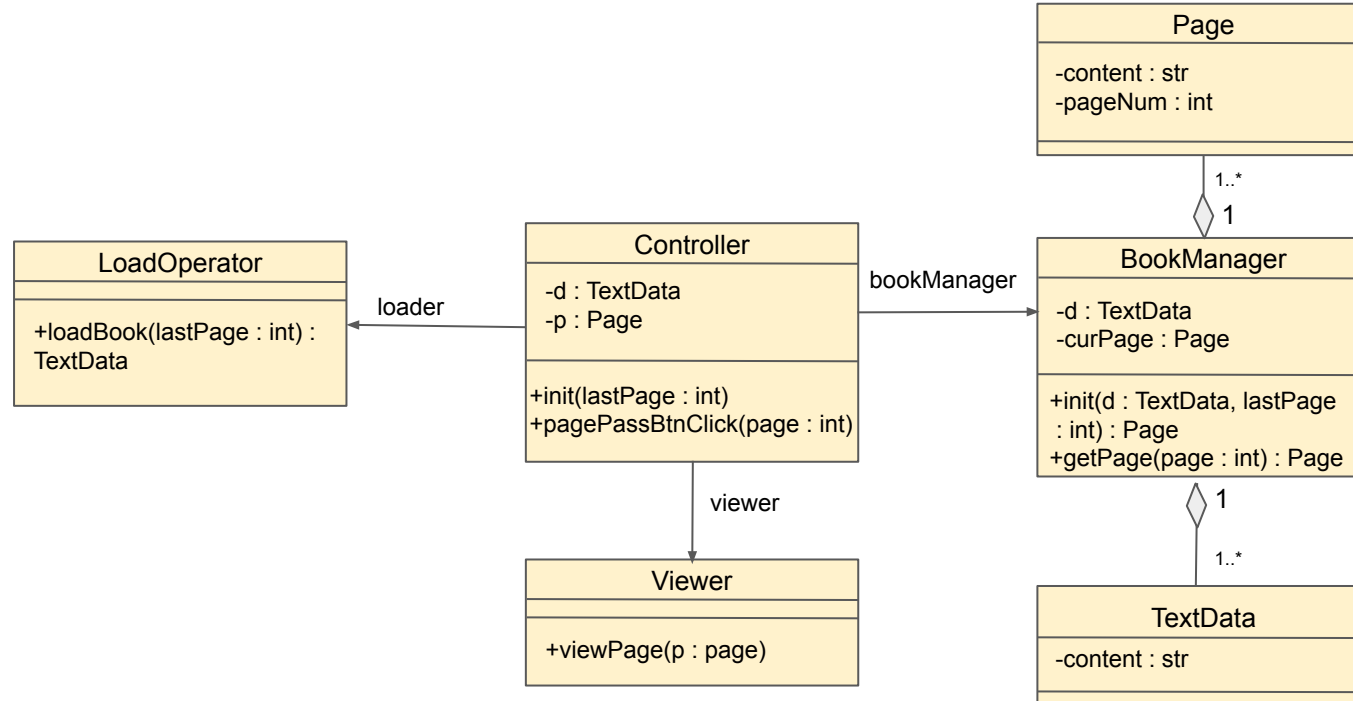 Page
-content : str
-pageNum : int
1..*
1
LoadOperator
+loadBook(lastPage : int) :
TextData
loader
Controller
-d : TextData
-p : Page
+init(lastPage : int)
+pagePassBtnClick(page : int)
bookManager
BookManager
-d : TextData
-curPage : Page
+init(d : TextData, lastPage
: int) : Page
+getPage(page : int) : Page
viewer
1
1..*
Viewer
+viewPage(p : page)
TextData
-content : str